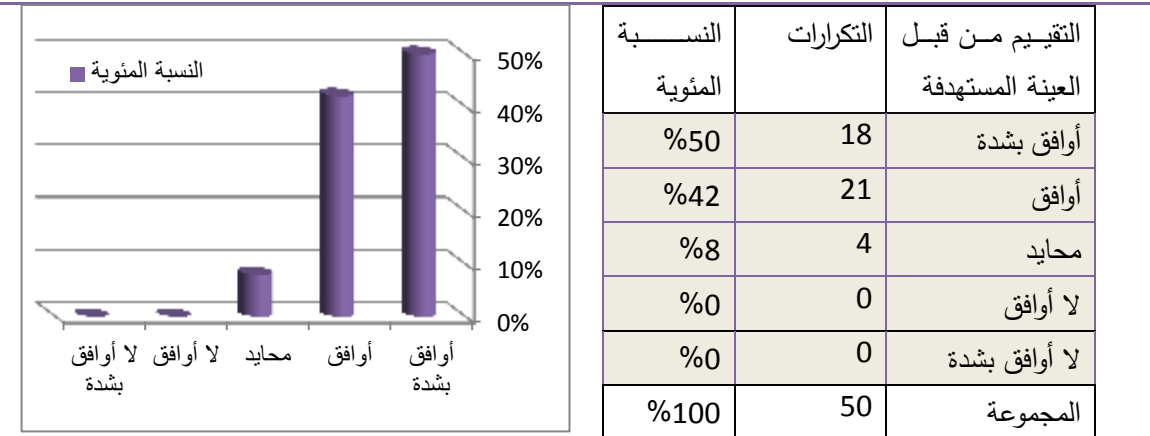 التقييم من قبل العينة المستهدفة	التكرارات	النسبة المئوية
أوافق بشدة	18	%50
أوافق	21	%42
محايد	4	%8
لا أوافق	0	%0
لا أوافق بشدة	0	%0
المجموعة	50	%100
النسبة المئوية
50%
40%
30%
20%
10%
0%
أوافق بشدة	أوافق	محايد	لا أوافق	لا أوافق بشدة